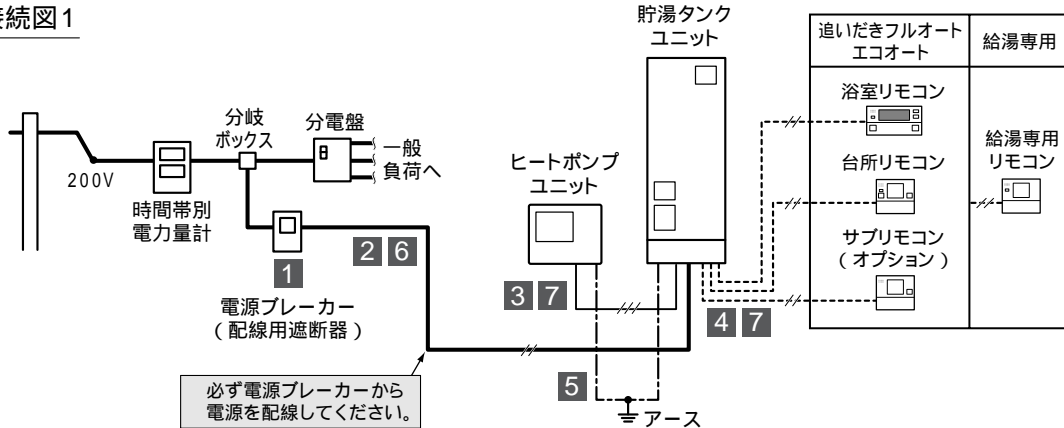 接続図1
貯湯タンク
ユニット
追いだきフルオート
エコオート
給湯専用
浴室リモコン
分岐
ボックス
分電盤
一般
負荷へ
200V
時間帯別
電力量計
ヒートポンプ
ユニット
台所リモコン
給湯専用
リモコン
サブリモコン
(オプション)
1
2 6
3 7
4 7
電源ブレーカー
(配線用遮断器)
必ず電源ブレーカーから
電源を配線してください。
5
アース